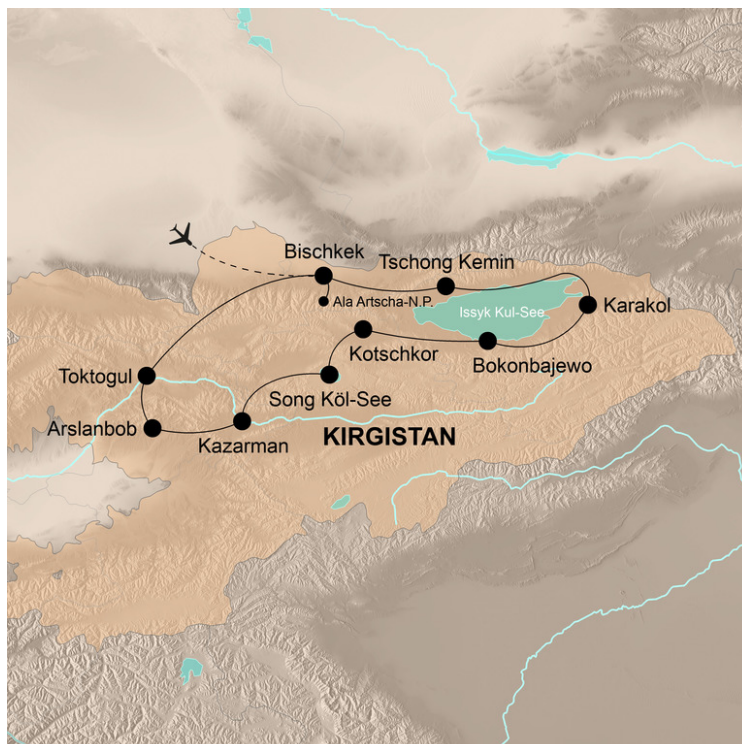 Bischkek
Tschong Kemin
Ala Artscha-N.P.
Issyk Kul-See
Karakol
Kotschkor
Bokonbajewo
Toktogul
Song Köl-See
Arslanbob
Kazarman
KIRGISTAN